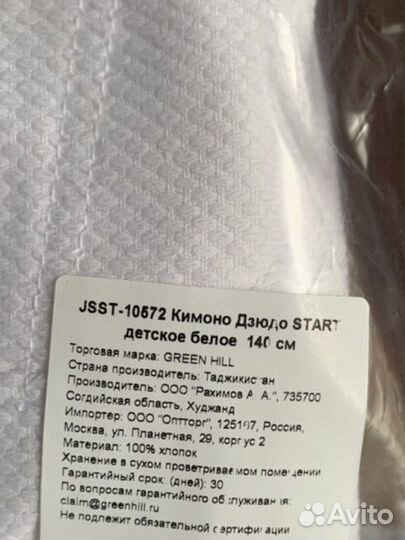 JSST-10572 Кимоно Дзюдо START
детское белое 140 см
Торговая марка: GREEN HILL
Страна производитель: Таджикистан
Производитель: ООО "Рахимов А. А.", 735700
Согдийская область, Худжанд
Импортер: ООО "Оптторг", 125167, Россия,
Москва, ул. Планетная, 29, корпус 2
Материал: 100% хлопок
Хранение в сухом проветриваемом помещении
Гарантийный срок: (дней): 30
По вопросам гарантийного обслуживания:
claim@greenhill.ru
Не подлежит обязательной сертификации
Avito